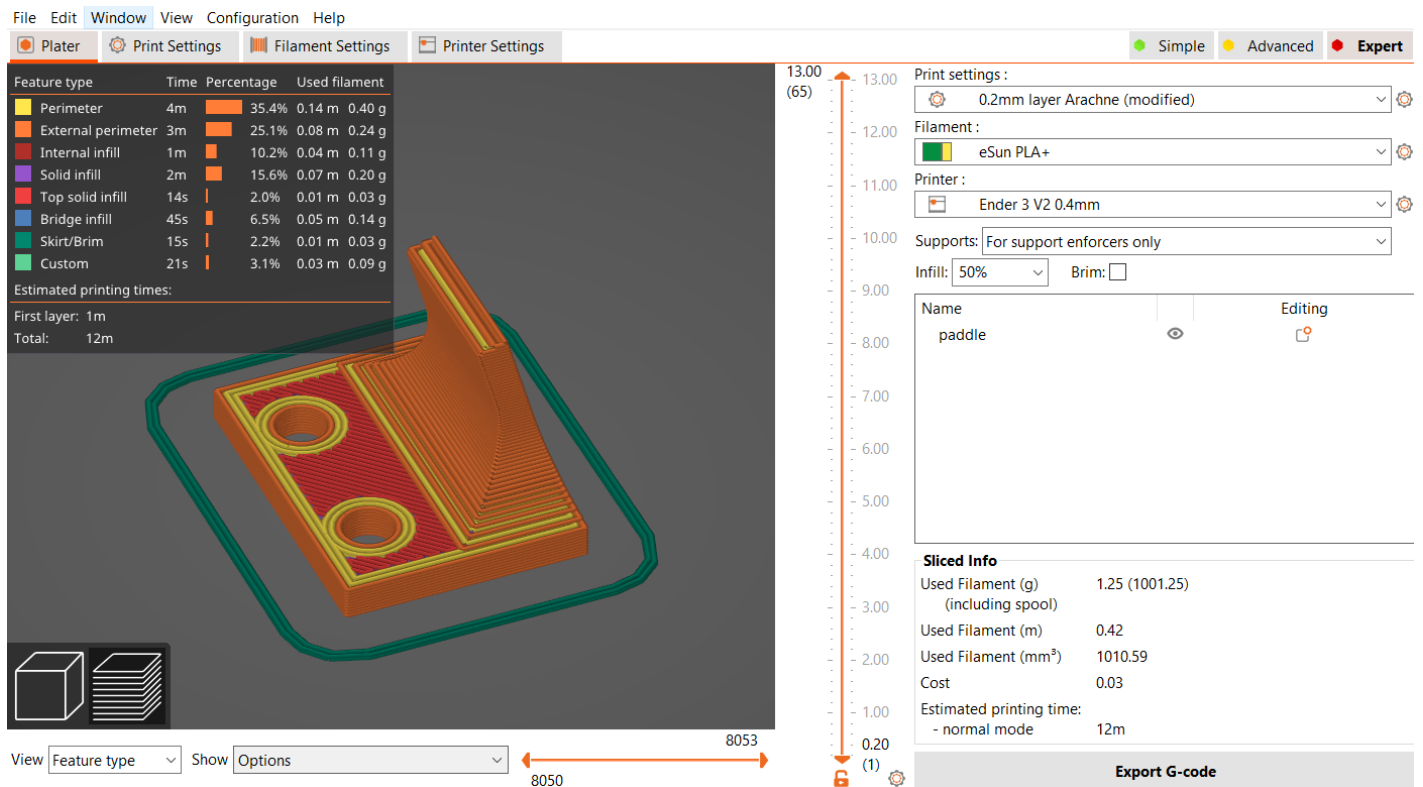 File Edit Window View Configuration Help
Plater Print Settings Filament Settings Printer Settings Simple Advanced Expert
Feature type Time Percentage Used filament
Perimeter 4m 35.4% 0.14 m 0.40 g
External perimeter 3m 25.1% 0.08 m 0.24 g
Internal infill 1m 10.2% 0.04 m 0.11 g
Solid infill 2m 15.6% 0.07 m 0.20 g
Top solid infill 14s 2.0% 0.01 m 0.03 g
Bridge infill 45s 6.5% 0.05 m 0.14 g
Skirt/Brim 15s 2.2% 0.01 m 0.03 g
Custom 21s 3.1% 0.03 m 0.09 g
Estimated printing times:
First layer: 1m
Total: 12m
13.00
(65)
13.00
12.00
11.00
10.00
9.00
8.00
7.00
6.00
5.00
4.00
3.00
2.00
1.00
0.20
(1)
Print settings :
0.2mm layer Arachne (modified)
Filament :
eSun PLA+
Printer :
Ender 3 V2 0.4mm
Supports: For support enforcers only
Infill: 50% Brim:
Name Editing
paddle
Sliced Info
Used Filament (g) 1.25 (1001.25)
(including spool)
Used Filament (m) 0.42
Used Filament (mm³) 1010.59
Cost 0.03
Estimated printing time:
- normal mode 12m
View Feature type Show Options
8053
8050
Export G-code